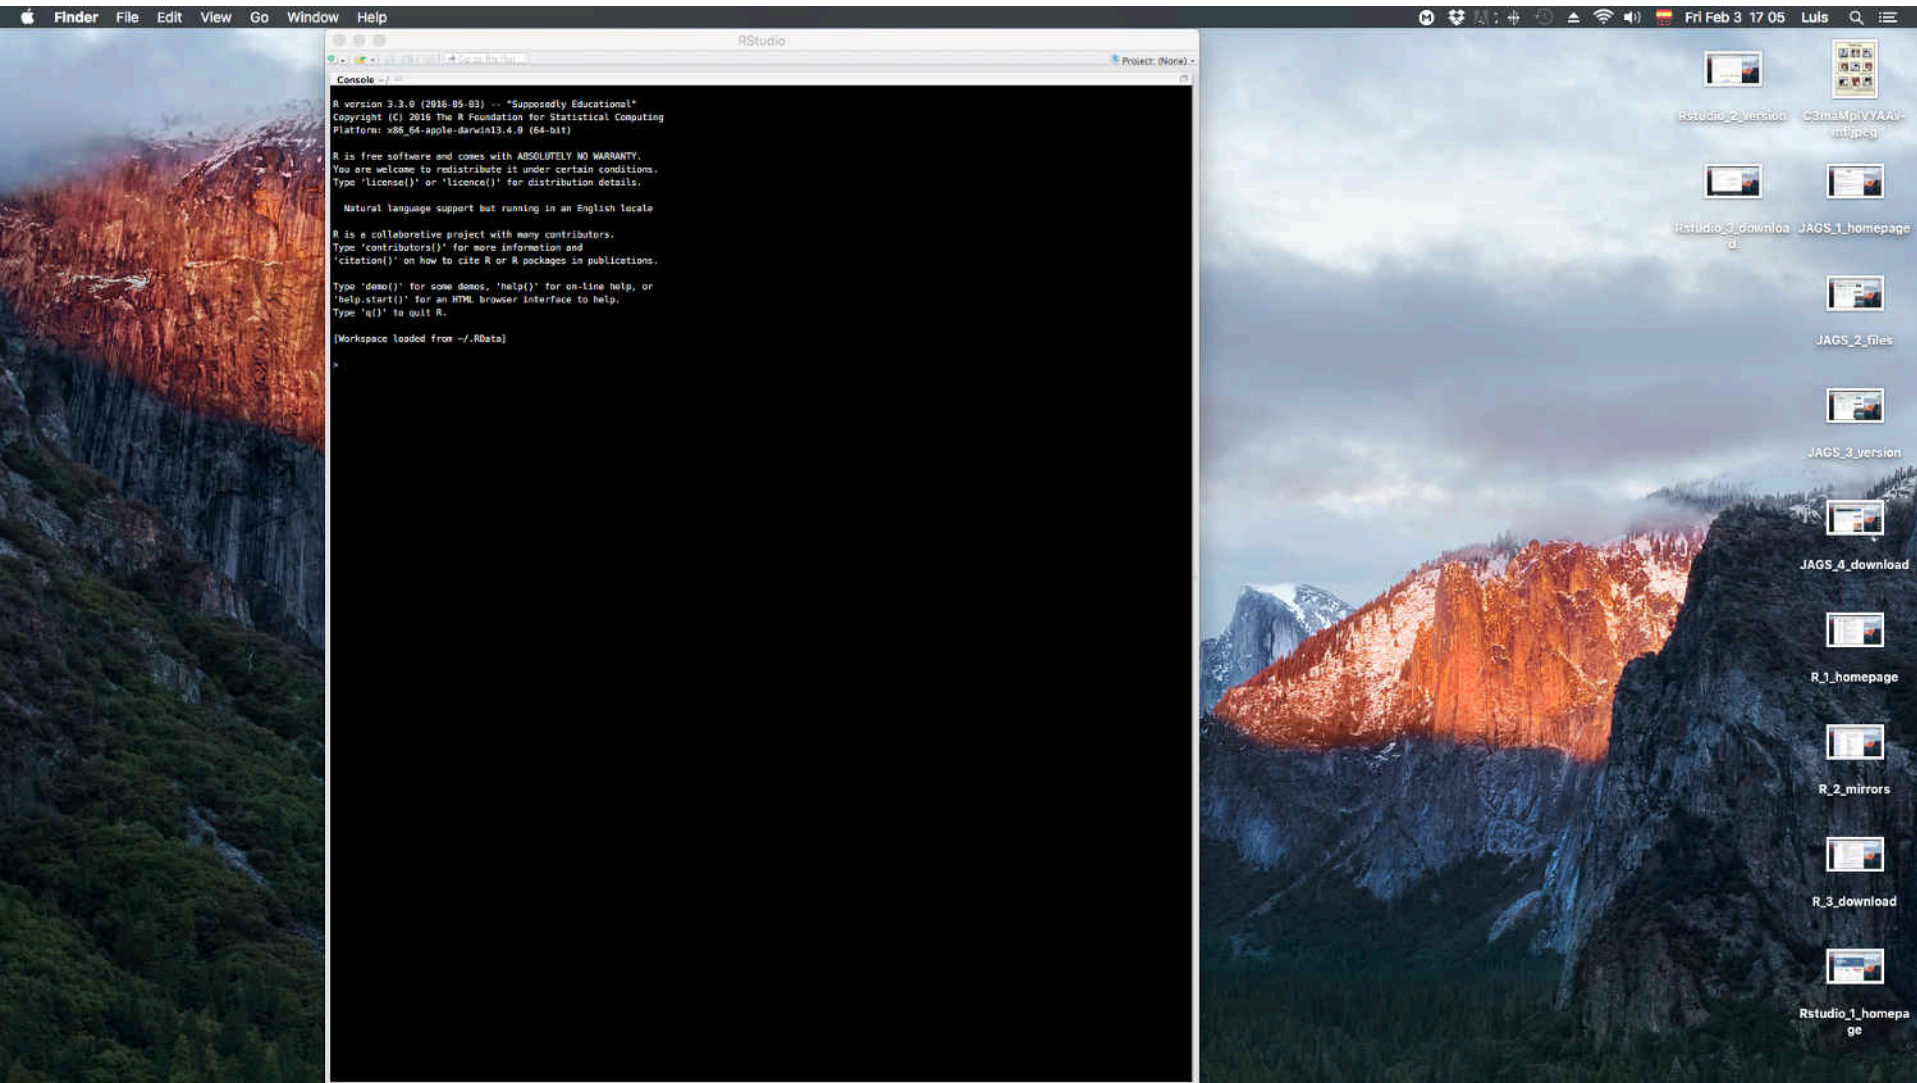 Finder File Edit View Go Window Help
Fri Feb 3 17 05 Luis
RStudio
Project: (None)
Console ~/
R version 3.3.0 (2016-05-03) -- "Supposedly Educational"
Copyright (C) 2016 The R Foundation for Statistical Computing
Platform: x86_64-apple-darwin13.4.0 (64-bit)
R is free software and comes with ABSOLUTELY NO WARRANTY.
You are welcome to redistribute it under certain conditions.
Type 'license()' or 'licence()' for distribution details.
Natural language support but running in an English locale
R is a collaborative project with many contributors.
Type 'contributors()' for more information and
'citation()' on how to cite R or R packages in publications.
Type 'demo()' for some demos, 'help()' for on-line help, or
'help.start()' for an HTML browser interface to help.
Type 'q()' to quit R.
[Workspace loaded from ~/.RData]
>
Rstudio_2_version
Rstudio_3_downloa
d
JAGS_1_homepage
JAGS_2_files
JAGS_3_version
JAGS_4_download
R_1_homepage
R_2_mirrors
R_3_download
Rstudio_1_homepa
ge